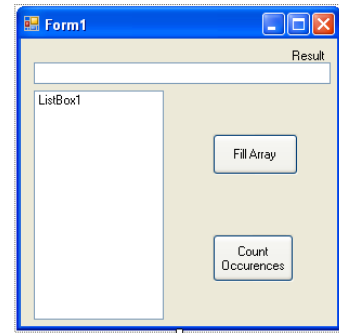 Form1
Result
ListBox1
Fill Array
Count
Occurences